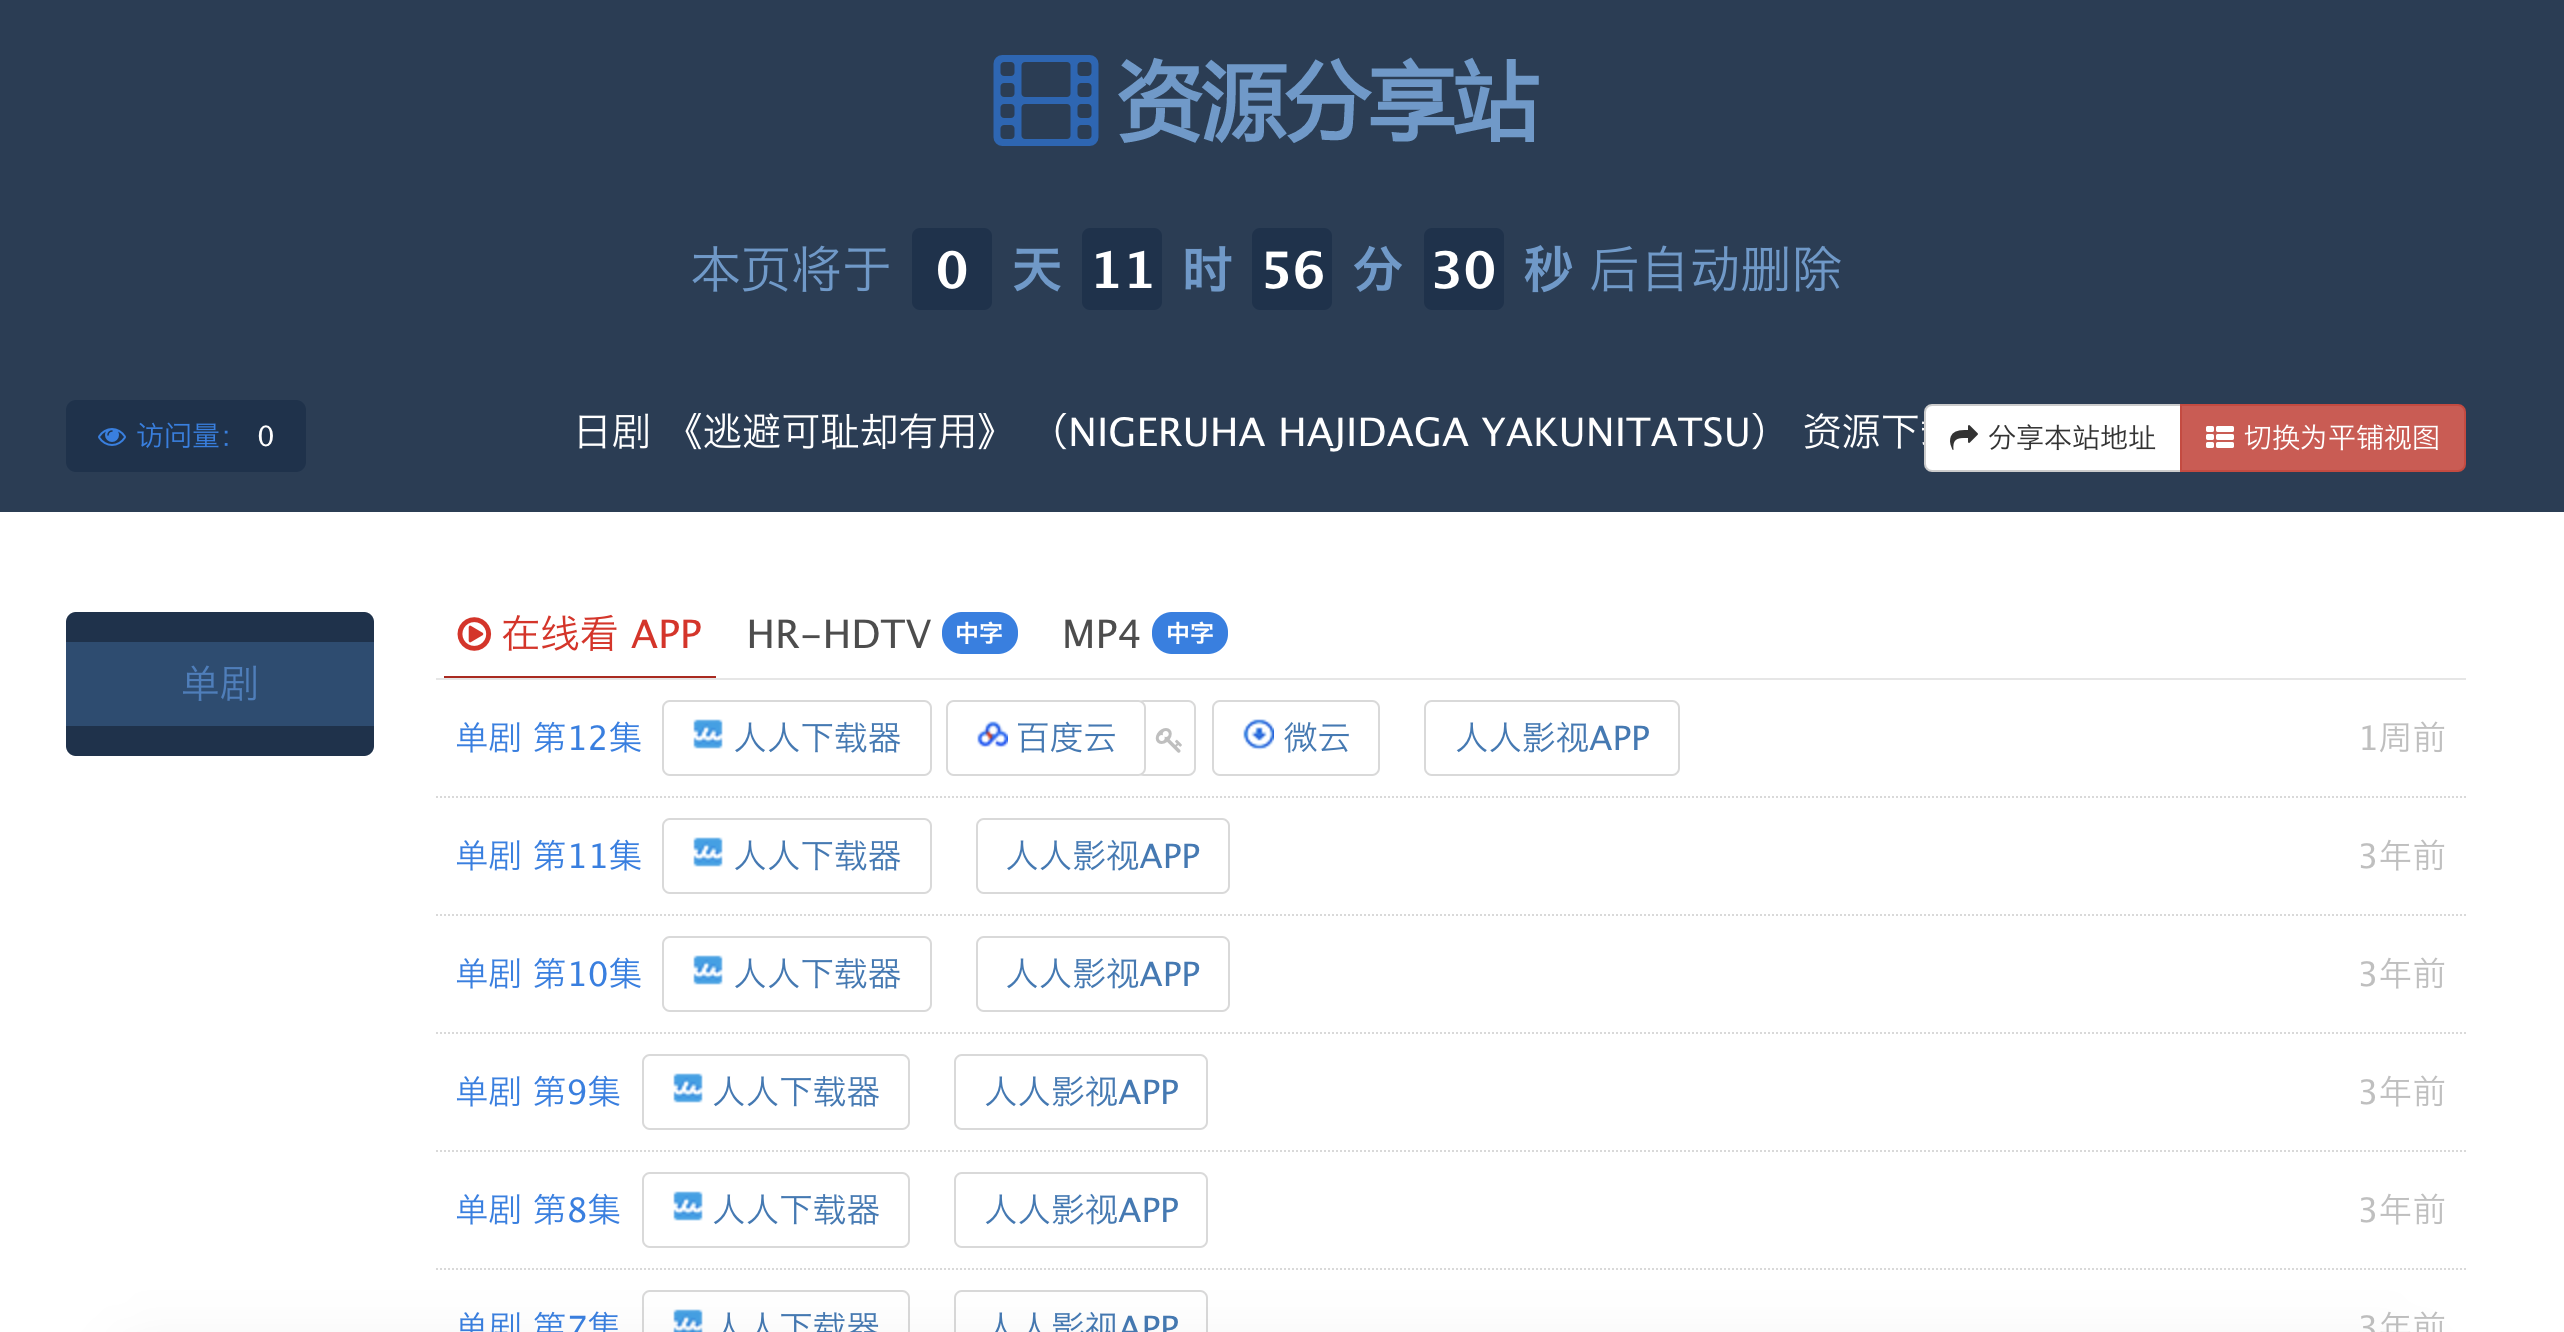 资源分享站
本页将于 0 天 11 时 56 分 30 秒 后自动删除
访问量： 0
日剧 《逃避可耻却有用》 （NIGERUHA HAJIDAGA YAKUNITATSU） 资源下
分享本站地址 切换为平铺视图
单剧
在线看 APP HR-HDTV 中字 MP4 中字
单剧 第12集 人人下载器 百度云 微云 人人影视APP 1周前
单剧 第11集 人人下载器 人人影视APP 3年前
单剧 第10集 人人下载器 人人影视APP 3年前
单剧 第9集 人人下载器 人人影视APP 3年前
单剧 第8集 人人下载器 人人影视APP 3年前
单剧 第7集 人人下载器 人人影视APP 3年前